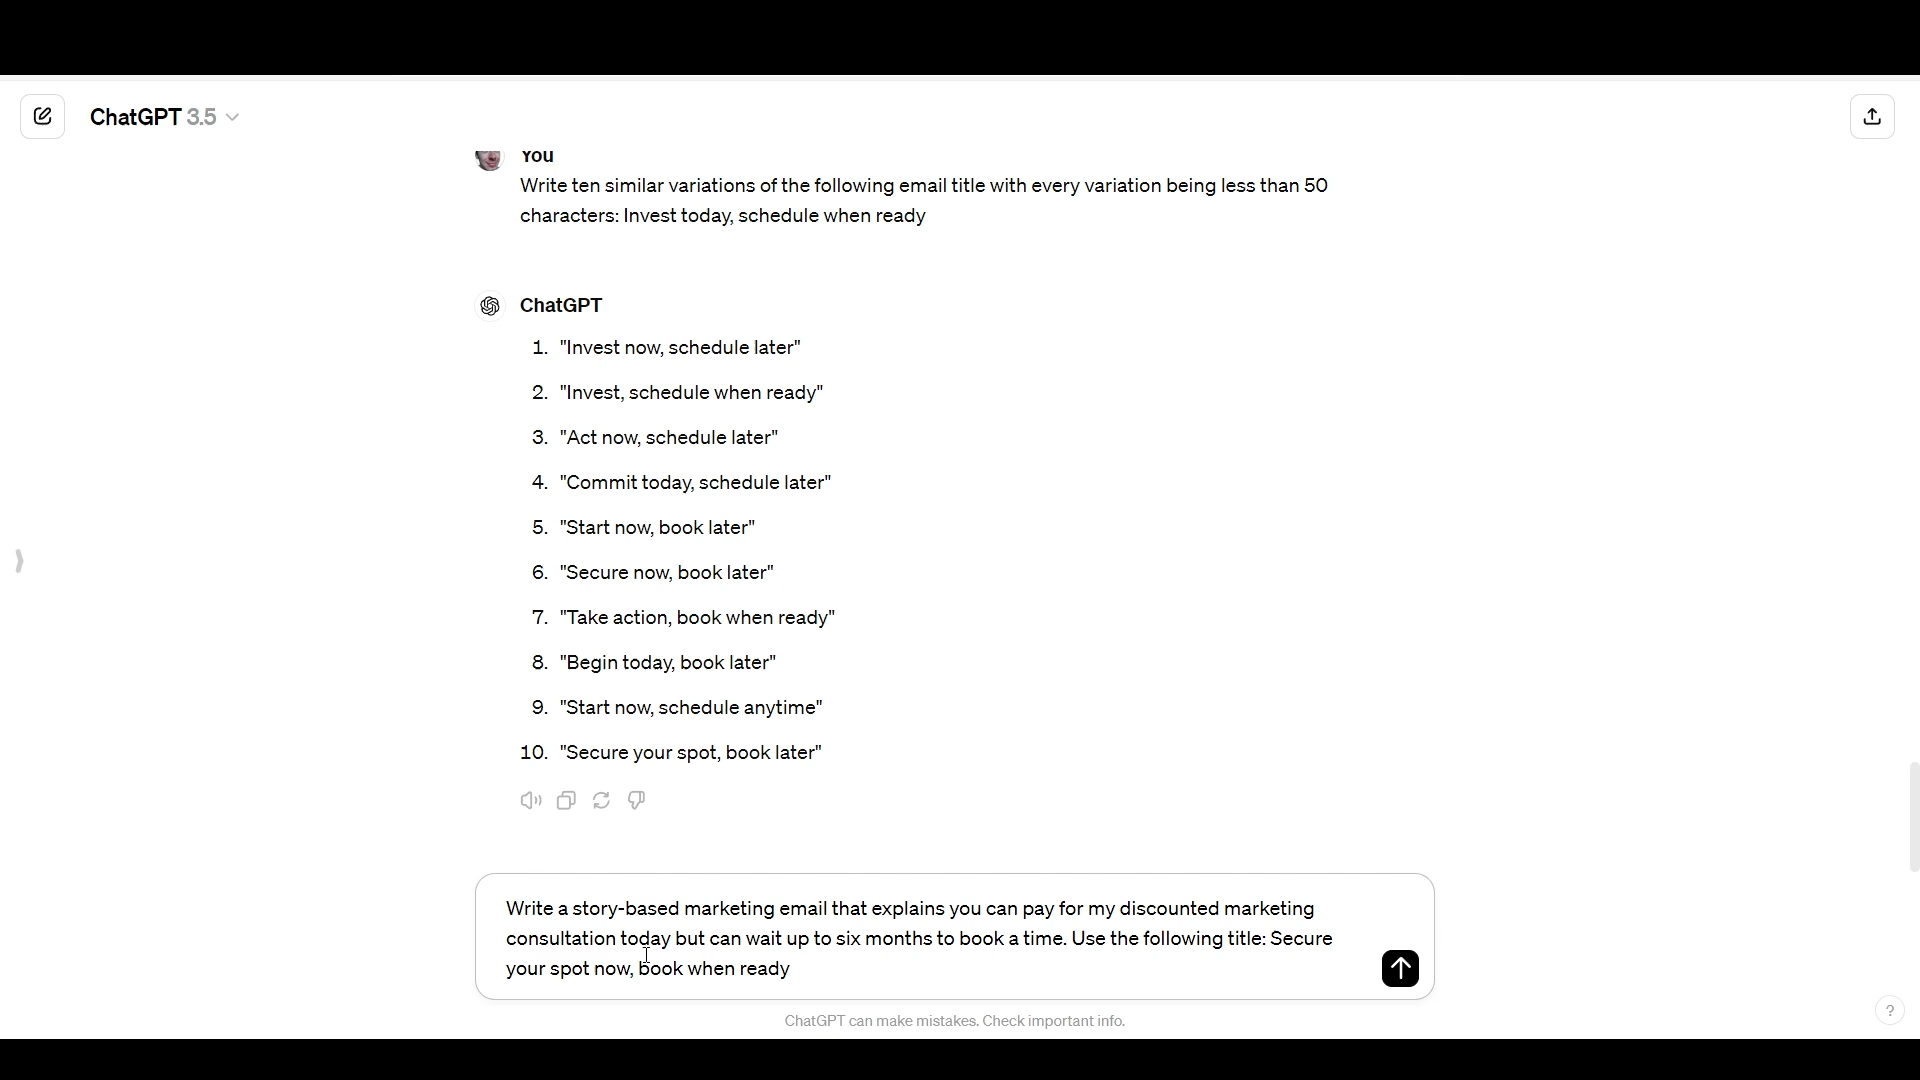 ChatGPT 3.5
You
Write ten similar variations of the following email title with every variation being less than 50
characters: Invest today, schedule when ready
ChatGPT
1. "Invest now, schedule later"
2. "Invest, schedule when ready"
3. "Act now, schedule later"
4. "Commit today, schedule later"
5. "Start now, book later"
6. "Secure now, book later"
7. "Take action, book when ready"
8. "Begin today, book later"
9. "Start now, schedule anytime"
10. "Secure your spot, book later"
Write a story-based marketing email that explains you can pay for my discounted marketing
consultation today but can wait up to six months to book a time. Use the following title: Secure
your spot now, book when ready
ChatGPT can make mistakes. Check important info.
?